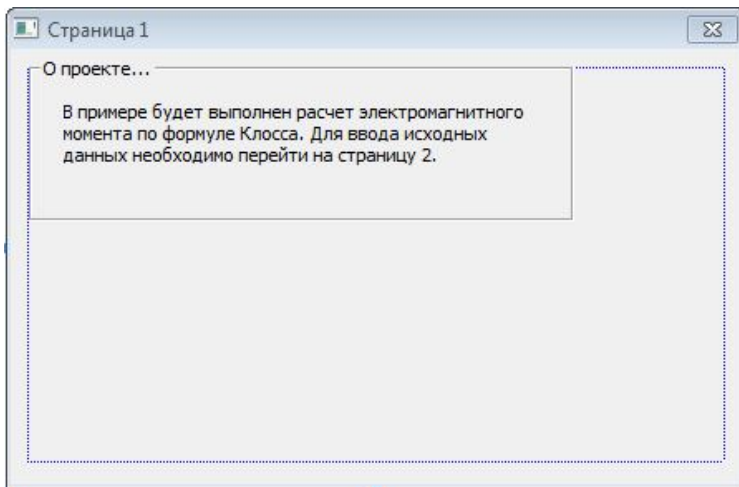 Страница 1
О проекте...
В примере будет выполнен расчет электромагнитного
момента по формуле Клосса. Для ввода исходных
данных необходимо перейти на страницу 2.